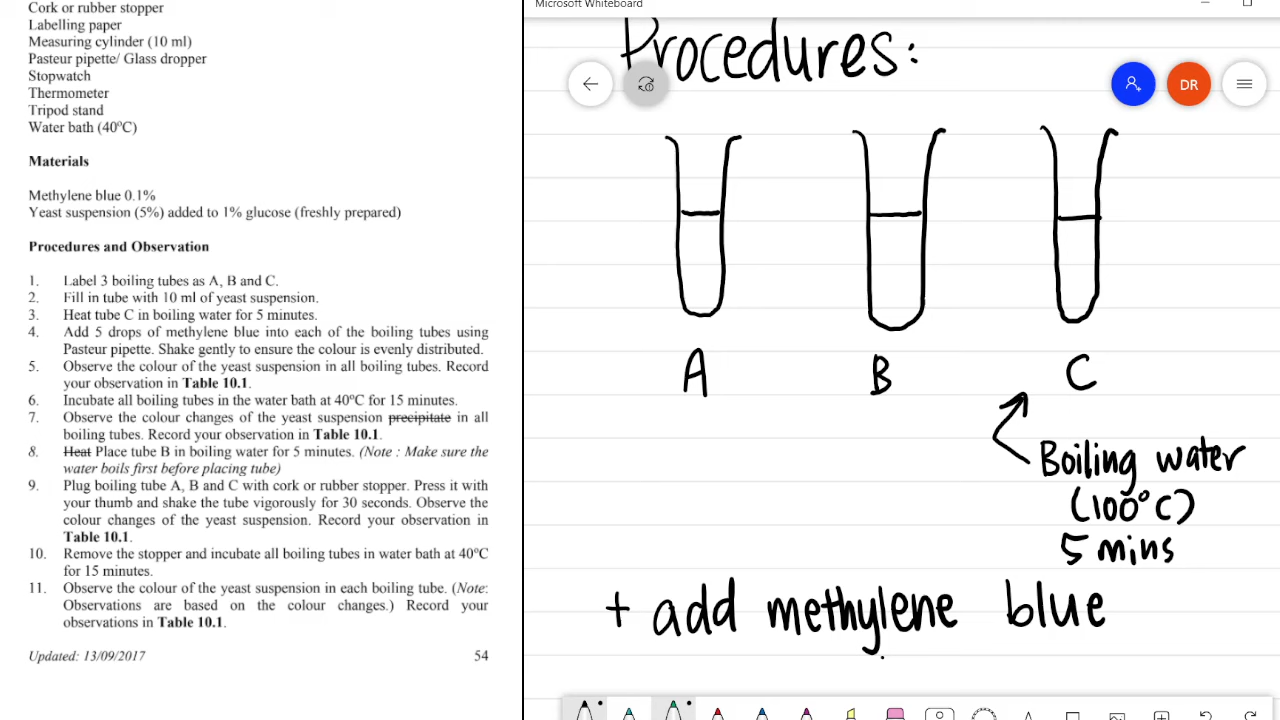 Cork or rubber stopper
Labelling paper
Measuring cylinder (10 ml)
Pasteur pipette/ Glass dropper
Stopwatch
Thermometer
Tripod stand
Water bath (40ºC)
Materials
Methylene blue 0.1%
Yeast suspension (5%) added to 1% glucose (freshly prepared)
Procedures and Observation
1. Label 3 boiling tubes as A, B and C.
2. Fill in tube with 10 ml of yeast suspension.
3. Heat tube C in boiling water for 5 minutes.
4. Add 5 drops of methylene blue into each of the boiling tubes using
Pasteur pipette. Shake gently to ensure the colour is evenly distributed.
5. Observe the colour of the yeast suspension in all boiling tubes. Record
your observation in Table 10.1.
6. Incubate all boiling tubes in the water bath at 40ºC for 15 minutes.
7. Observe the colour changes of the yeast suspension precipitate in all
boiling tubes. Record your observation in Table 10.1.
8. Heat Place tube B in boiling water for 5 minutes. (Note : Make sure the
water boils first before placing tube)
9. Plug boiling tube A, B and C with cork or rubber stopper. Press it with
your thumb and shake the tube vigorously for 30 seconds. Observe the
colour changes of the yeast suspension. Record your observation in
Table 10.1.
10. Remove the stopper and incubate all boiling tubes in water bath at 40ºC
for 15 minutes.
11. Observe the colour of the yeast suspension in each boiling tube. (Note:
Observations are based on the colour changes.) Record your
observations in Table 10.1.
Updated: 13/09/2017 54
Microsoft Whiteboard
Procedures:
DR
A B C
Boiling water
(100°C)
5 mins
+ add methylene blue